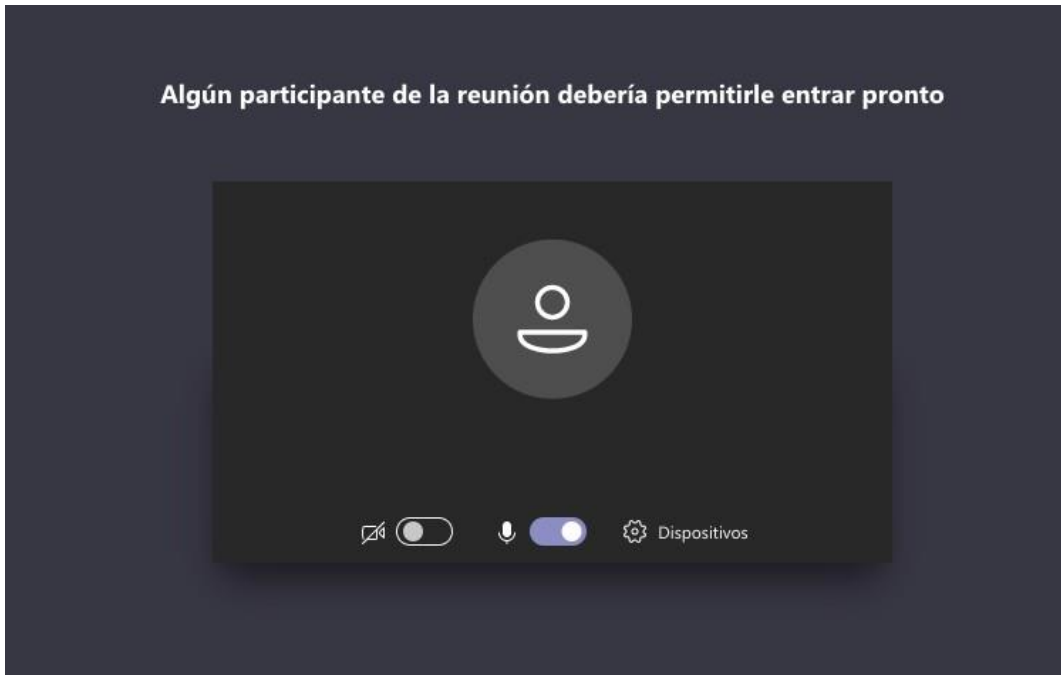 Algún participante de la reunión debería permitirle entrar pronto
Dispositivos